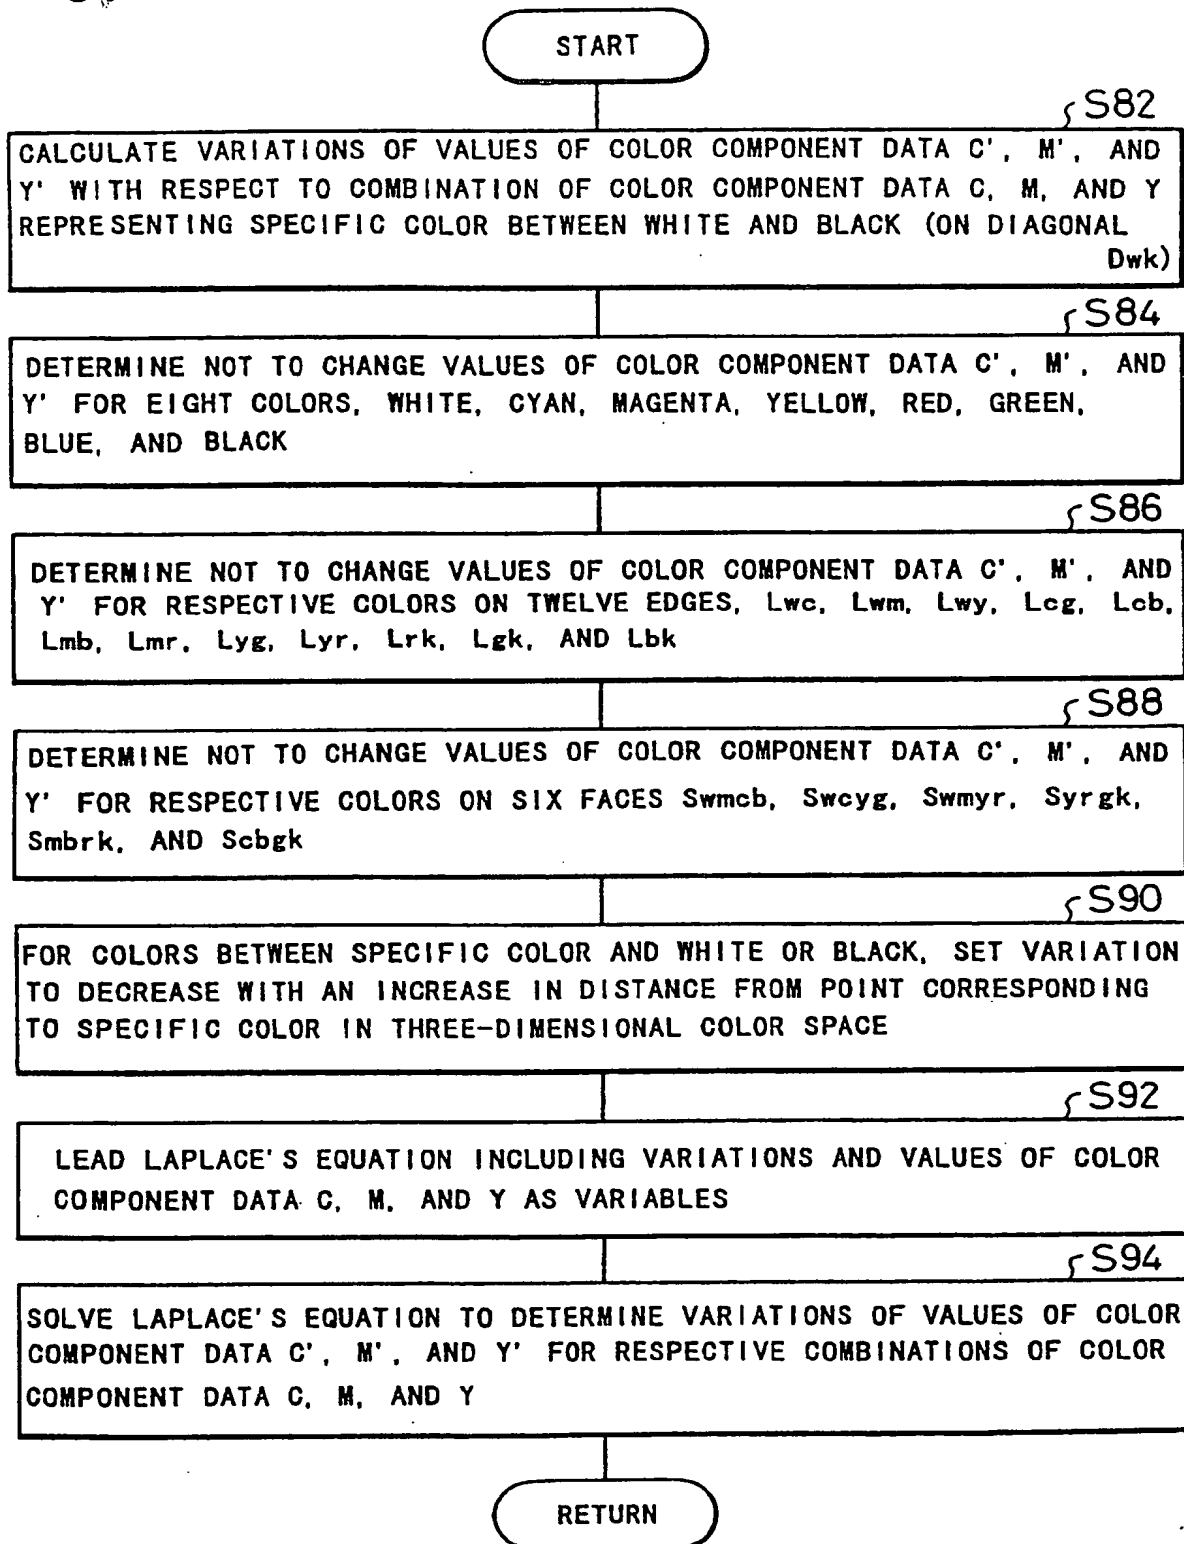 START
S82
CALCULATE VARIATIONS OF VALUES OF COLOR COMPONENT DATA C', M', AND
Y' WITH RESPECT TO COMBINATION OF COLOR COMPONENT DATA C, M, AND Y
REPRESENTING SPECIFIC COLOR BETWEEN WHITE AND BLACK (ON DIAGONAL
Dwk)
S84
DETERMINE NOT TO CHANGE VALUES OF COLOR COMPONENT DATA C', M', AND
Y' FOR EIGHT COLORS, WHITE, CYAN, MAGENTA, YELLOW, RED, GREEN,
BLUE, AND BLACK
S86
DETERMINE NOT TO CHANGE VALUES OF COLOR COMPONENT DATA C', M', AND
Y' FOR RESPECTIVE COLORS ON TWELVE EDGES, Lwc, Lwm, Lwy, Lcg, Lcb,
Lmb, Lmr, Lyg, Lyr, Lrk, Lgk, AND Lbk
S88
DETERMINE NOT TO CHANGE VALUES OF COLOR COMPONENT DATA C', M', AND
Y' FOR RESPECTIVE COLORS ON SIX FACES Swmcb, Swcyg, Swmyr, Syrgk,
Smbrk, AND Scbgk
S90
FOR COLORS BETWEEN SPECIFIC COLOR AND WHITE OR BLACK, SET VARIATION
TO DECREASE WITH AN INCREASE IN DISTANCE FROM POINT CORRESPONDING
TO SPECIFIC COLOR IN THREE-DIMENSIONAL COLOR SPACE
S92
LEAD LAPLACE'S EQUATION INCLUDING VARIATIONS AND VALUES OF COLOR
COMPONENT DATA C, M, AND Y AS VARIABLES
S94
SOLVE LAPLACE'S EQUATION TO DETERMINE VARIATIONS OF VALUES OF COLOR
COMPONENT DATA C', M', AND Y' FOR RESPECTIVE COMBINATIONS OF COLOR
COMPONENT DATA C, M, AND Y
RETURN